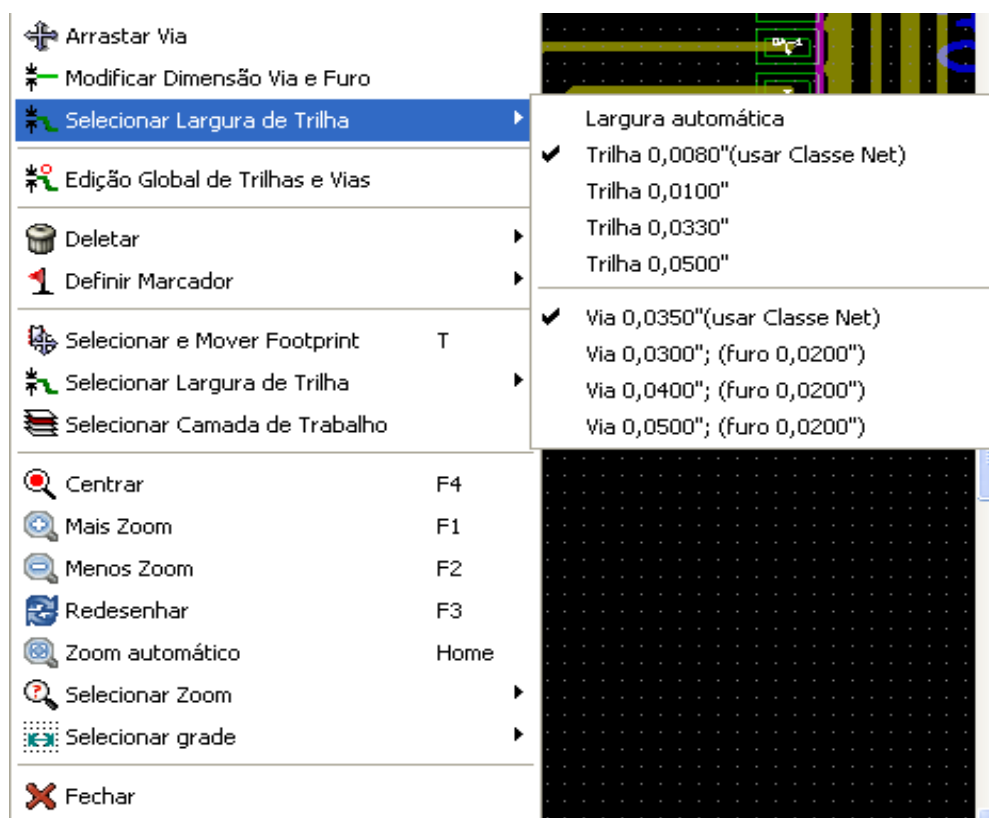 Arrastar Via
Modificar Dimensão Via e Furo
Selecionar Largura de Trilha
Edição Global de Trilhas e Vias
Deletar
Definir Marcador
Selecionar e Mover Footprint T
Selecionar Largura de Trilha
Selecionar Camada de Trabalho
Centrar F4
Mais Zoom F1
Menos Zoom F2
Redesenhar F3
Zoom automático Home
Selecionar Zoom
Selecionar grade
Fechar
Largura automática
Trilha 0,0080"(usar Classe Net)
Trilha 0,0100"
Trilha 0,0330"
Trilha 0,0500"
Via 0,0350"(usar Classe Net)
Via 0,0300"; (furo 0,0200")
Via 0,0400"; (furo 0,0200")
Via 0,0500"; (furo 0,0200")